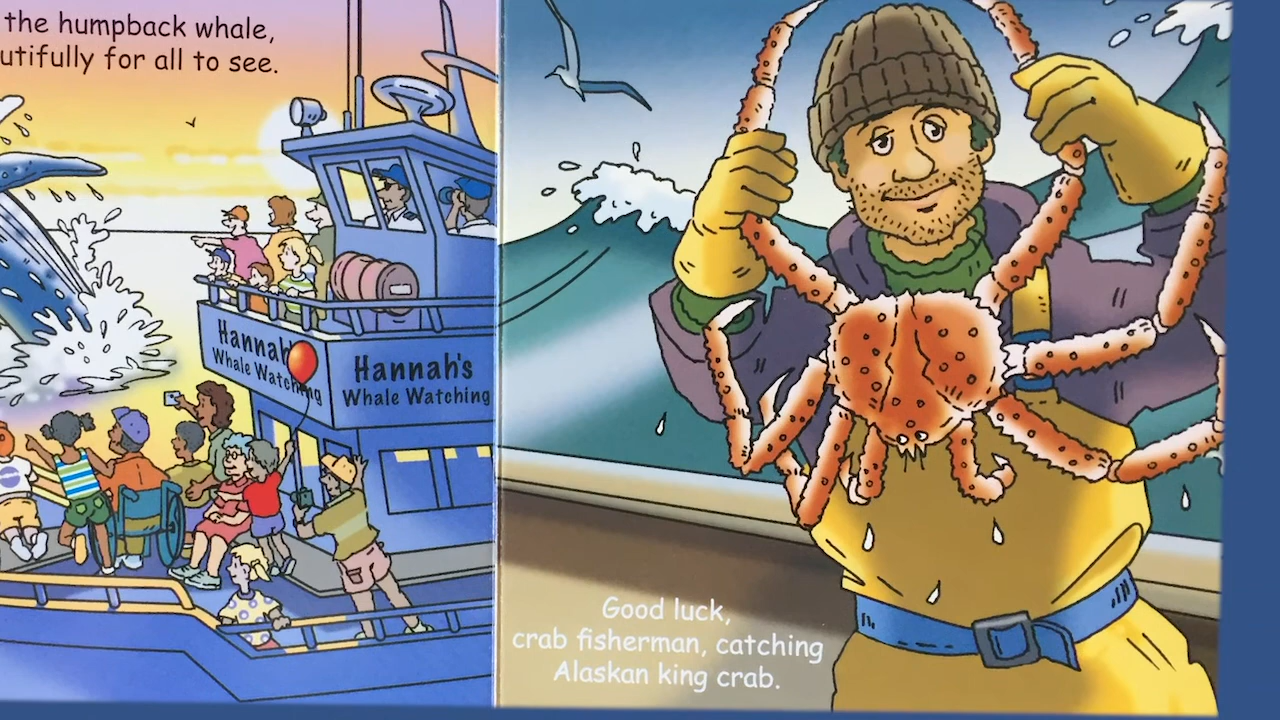 the humpback whale,
utifully for all to see.
Hannah's
Whale Watching
Hannah's
Whale Watching
Good luck,
crab fisherman, catching
Alaskan king crab.